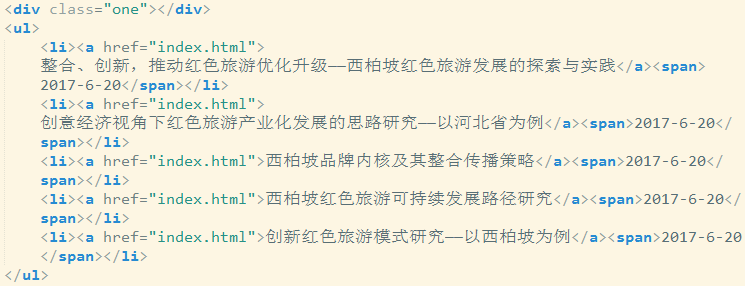 <div class="one"></div>
<ul>
<li><a href="index.html">
整合、创新，推动红色旅游优化升级——西柏坡红色旅游发展的探索与实践</a><span>
2017-6-20</span></li>
<li><a href="index.html">
创意经济视角下红色旅游产业化发展的思路研究——以河北省为例</a><span>2017-6-20</
span></li>
<li><a href="index.html">西柏坡品牌内核及其整合传播策略</a><span>2017-6-20</
span></li>
<li><a href="index.html">西柏坡红色旅游可持续发展路径研究</a><span>2017-6-20</
span></li>
<li><a href="index.html">创新红色旅游模式研究——以西柏坡为例</a><span>2017-6-20
</span></li>
</ul>